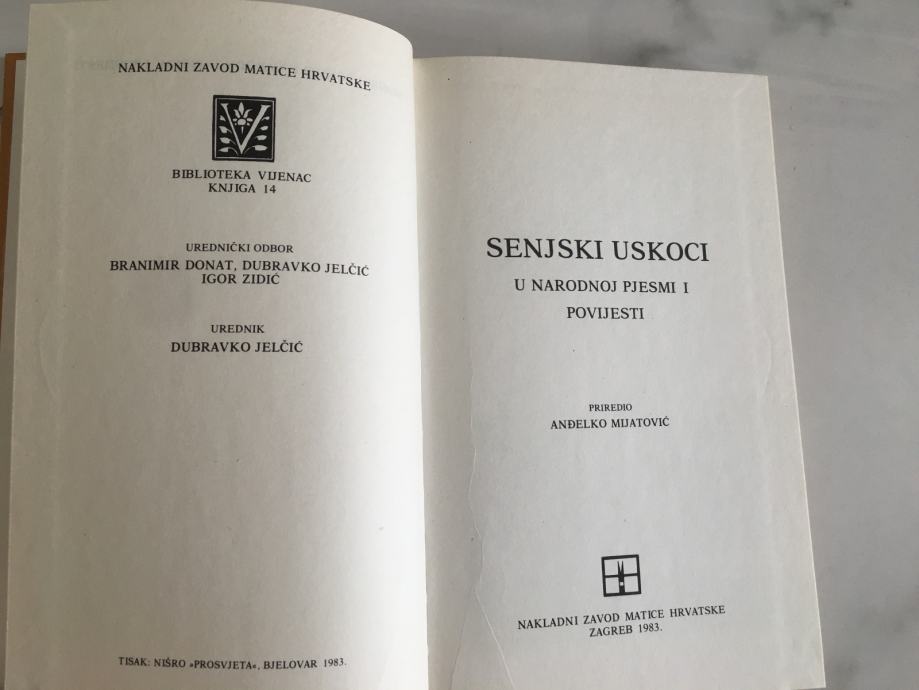 NAKLADNI ZAVOD MATICE HRVATSKE
V
BIBLIOTEKA VIJENAC
KNJIGA 14
UREDNIČKI ODBOR
BRANIMIR DONAT, DUBRAVKO JELČIĆ
IGOR ZIDIĆ
UREDNIK
DUBRAVKO JELČIĆ
TISAK: NIŠRO »PROSVJETA«, BJELOVAR 1983.
SENJSKI USKOCI
U NARODNOJ PJESMI I
POVIJESTI
PRIREDIO
ANĐELKO MIJATOVIĆ
NAKLADNI ZAVOD MATICE HRVATSKE
ZAGREB 1983.